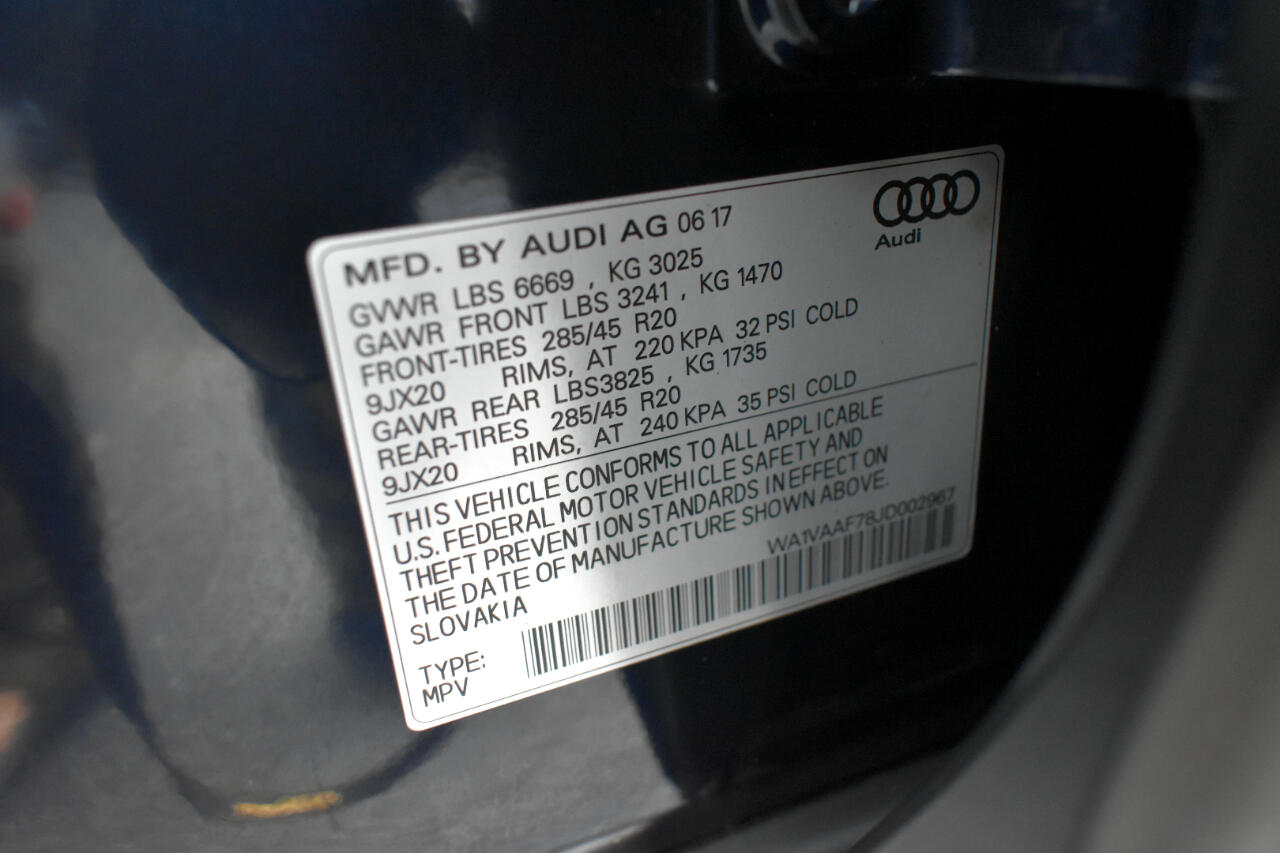 MFD. BY AUDI AG 06 17
Audi
GVWR LBS 6669 , KG 3025
GAWR FRONT LBS 3241 , KG 1470
FRONT-TIRES 285/45 R20
9JX20 RIMS, AT 220 KPA 32 PSI COLD
GAWR REAR LBS3825 , KG 1735
REAR-TIRES 285/45 R20
9JX20 RIMS, AT 240 KPA 35 PSI COLD
THIS VEHICLE CONFORMS TO ALL APPLICABLE
U.S. FEDERAL MOTOR VEHICLE SAFETY AND
THEFT PREVENTION STANDARDS IN EFFECT ON
THE DATE OF MANUFACTURE SHOWN ABOVE.
SLOVAKIA
WA1VAAF78JD002967
TYPE:
MPV